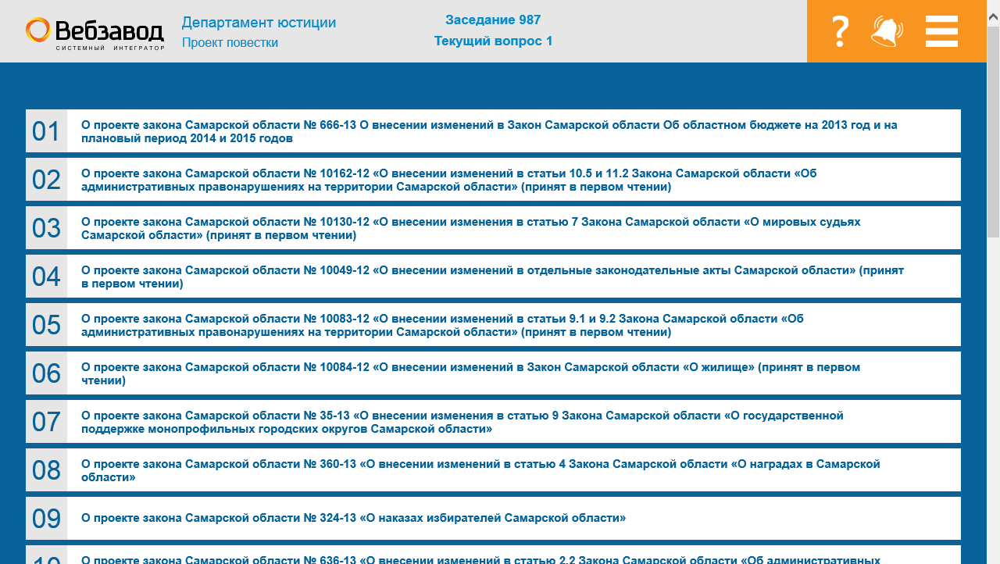 Вебзавод
СИСТЕМНЫЙ ИНТЕГРАТОР
Департамент юстиции
Проект повестки
Заседание 987
Текущий вопрос 1
?
01
О проекте закона Самарской области № 666-13 О внесении изменений в Закон Самарской области Об областном бюджете на 2013 год и на
плановый период 2014 и 2015 годов
02
О проекте закона Самарской области № 10162-12 «О внесении изменений в статьи 10.5 и 11.2 Закона Самарской области «Об
административных правонарушениях на территории Самарской области» (принят в первом чтении)
03
О проекте закона Самарской области № 10130-12 «О внесении изменения в статью 7 Закона Самарской области «О мировых судьях
Самарской области» (принят в первом чтении)
04
О проекте закона Самарской области № 10049-12 «О внесении изменений в отдельные законодательные акты Самарской области» (принят
в первом чтении)
05
О проекте закона Самарской области № 10083-12 «О внесении изменений в статьи 9.1 и 9.2 Закона Самарской области «Об
административных правонарушениях на территории Самарской области» (принят в первом чтении)
06
О проекте закона Самарской области № 10084-12 «О внесении изменений в Закон Самарской области «О жилище» (принят в первом
чтении)
07
О проекте закона Самарской области № 35-13 «О внесении изменения в статью 9 Закона Самарской области «О государственной
поддержке монопрофильных городских округов Самарской области»
08
О проекте закона Самарской области № 360-13 «О внесении изменений в статью 4 Закона Самарской области «О наградах в Самарской
области»
09
О проекте закона Самарской области № 324-13 «О наказах избирателей Самарской области»
10
О проекте закона Самарской области № 636-13 «О внесении изменений в статью 2.2 Закона Самарской области «Об административных